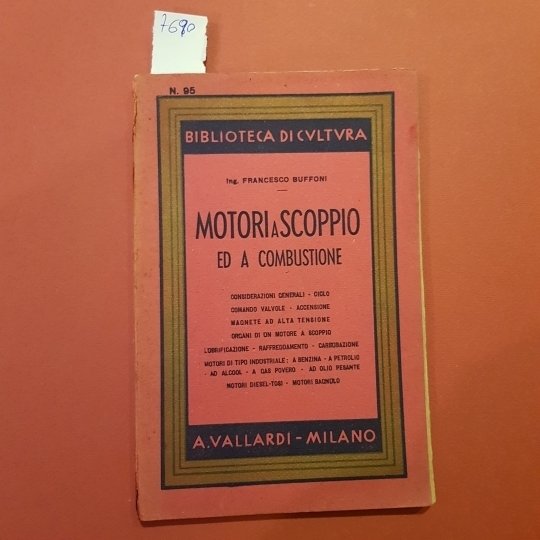 7690
N. 95
BIBLIOTECA DI CVLTVRA
Ing. FRANCESCO BUFFONI
MOTORI A SCOPPIO
ED A COMBUSTIONE
CONSIDERAZIONI GENERALI - CICLO
COMANDO VALVOLE - ACCENSIONE
MAGNETE AD ALTA TENSIONE
ORGANI DI UN MOTORE A SCOPPIO
LUBRIFICAZIONE - RAFFREDDAMENTO - CARBURAZIONE
MOTORI DI TIPO INDUSTRIALE: A BENZINA - A PETROLIO
- AD ALCOOL - A GAS POVERO - AD OLIO PESANTE
MOTORI DIESEL-TOSI - MOTORI BAGNULO
A. VALLARDI - MILANO